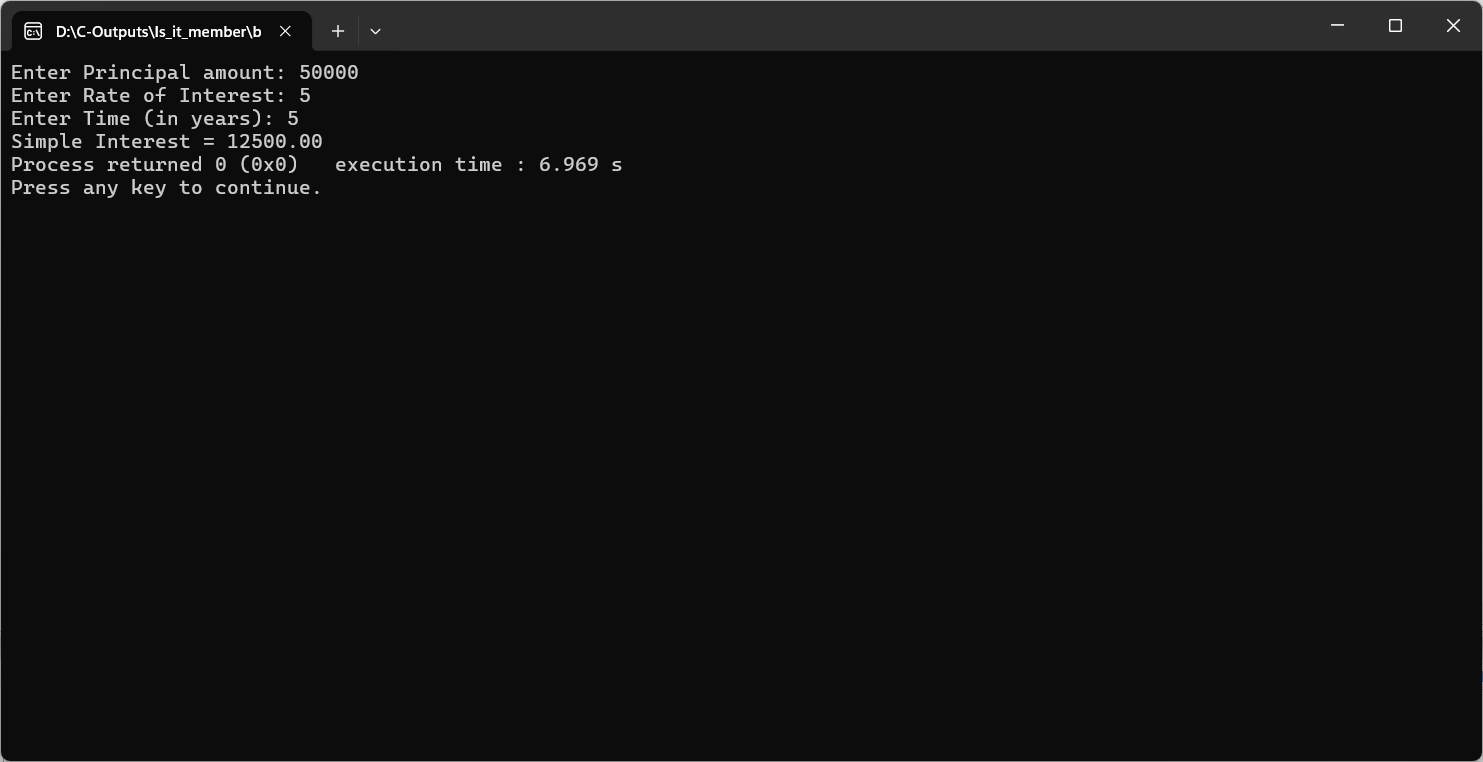 D:\C-Outputs\Is_it_member\b
Enter Principal amount: 50000
Enter Rate of Interest: 5
Enter Time (in years): 5
Simple Interest = 12500.00
Process returned 0 (0x0)   execution time : 6.969 s
Press any key to continue.